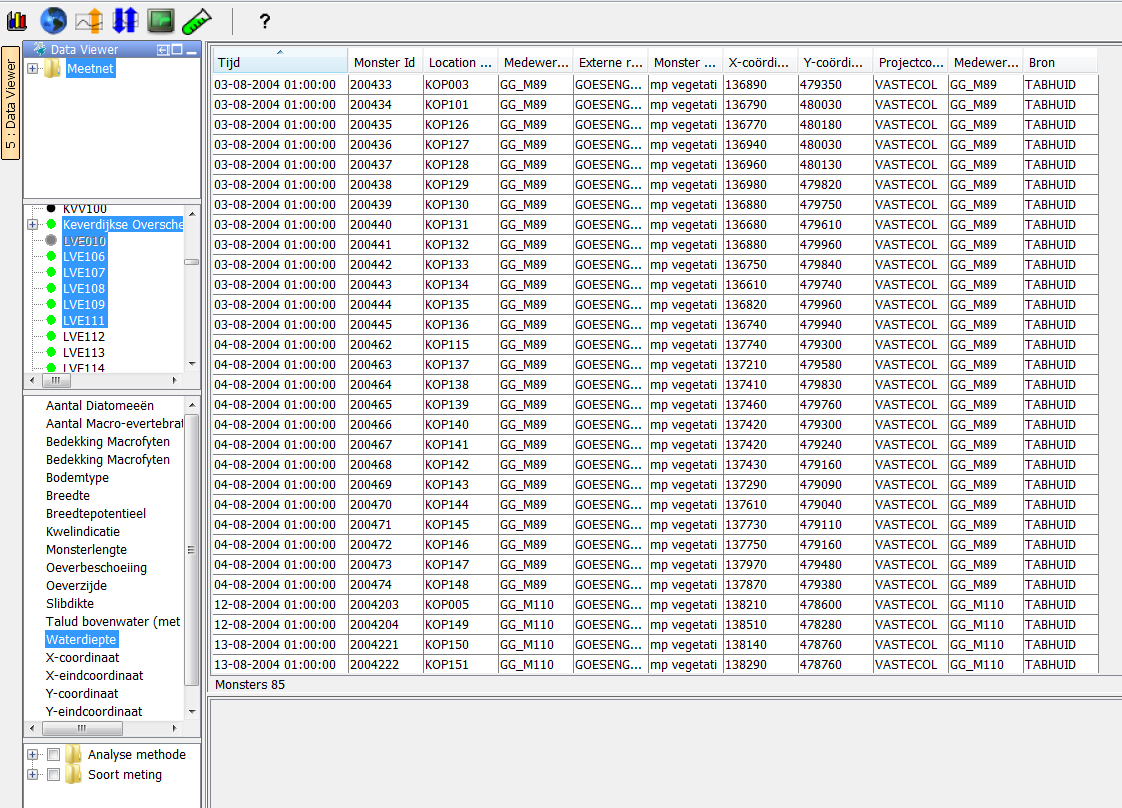 ?
5 : Data Viewer
Data Viewer
Meetnet
KVV100
Keverdijkse Oversche
LVE010
LVE106
LVE107
LVE108
LVE109
LVE111
LVE112
LVE113
LVE114
Aantal Diatomeeën
Aantal Macro-evertebrat
Bedekking Macrofyten
Bedekking Macrofyten
Bodemtype
Breedte
Breedtepotentieel
Kwelindicatie
Monsterlengte
Oeverbeschoeiing
Oeverzijde
Slibdikte
Talud bovenwater (met
Waterdiepte
X-coordinaat
X-eindcoordinaat
Y-coordinaat
Y-eindcoordinaat
Analyse methode
Soort meting
Tijd Monster Id Location ... Medewer... Externe r... Monster ... X-coördi... Y-coördi... Projectco... Medewer... Bron
03-08-2004 01:00:00 200433 KOP003 GG_M89 GOESENG... mp vegetati 136890 479350 VASTECOL GG_M89 TABHUID
03-08-2004 01:00:00 200434 KOP101 GG_M89 GOESENG... mp vegetati 136790 480030 VASTECOL GG_M89 TABHUID
03-08-2004 01:00:00 200435 KOP126 GG_M89 GOESENG... mp vegetati 136770 480180 VASTECOL GG_M89 TABHUID
03-08-2004 01:00:00 200436 KOP127 GG_M89 GOESENG... mp vegetati 136940 480030 VASTECOL GG_M89 TABHUID
03-08-2004 01:00:00 200437 KOP128 GG_M89 GOESENG... mp vegetati 136960 480130 VASTECOL GG_M89 TABHUID
03-08-2004 01:00:00 200438 KOP129 GG_M89 GOESENG... mp vegetati 136980 479820 VASTECOL GG_M89 TABHUID
03-08-2004 01:00:00 200439 KOP130 GG_M89 GOESENG... mp vegetati 136880 479750 VASTECOL GG_M89 TABHUID
03-08-2004 01:00:00 200440 KOP131 GG_M89 GOESENG... mp vegetati 136680 479610 VASTECOL GG_M89 TABHUID
03-08-2004 01:00:00 200441 KOP132 GG_M89 GOESENG... mp vegetati 136880 479960 VASTECOL GG_M89 TABHUID
03-08-2004 01:00:00 200442 KOP133 GG_M89 GOESENG... mp vegetati 136750 479840 VASTECOL GG_M89 TABHUID
03-08-2004 01:00:00 200443 KOP134 GG_M89 GOESENG... mp vegetati 136610 479740 VASTECOL GG_M89 TABHUID
03-08-2004 01:00:00 200444 KOP135 GG_M89 GOESENG... mp vegetati 136820 479960 VASTECOL GG_M89 TABHUID
03-08-2004 01:00:00 200445 KOP136 GG_M89 GOESENG... mp vegetati 136740 479940 VASTECOL GG_M89 TABHUID
04-08-2004 01:00:00 200462 KOP115 GG_M89 GOESENG... mp vegetati 137740 479300 VASTECOL GG_M89 TABHUID
04-08-2004 01:00:00 200463 KOP137 GG_M89 GOESENG... mp vegetati 137210 479580 VASTECOL GG_M89 TABHUID
04-08-2004 01:00:00 200464 KOP138 GG_M89 GOESENG... mp vegetati 137410 479830 VASTECOL GG_M89 TABHUID
04-08-2004 01:00:00 200465 KOP139 GG_M89 GOESENG... mp vegetati 137460 479760 VASTECOL GG_M89 TABHUID
04-08-2004 01:00:00 200466 KOP140 GG_M89 GOESENG... mp vegetati 137420 479300 VASTECOL GG_M89 TABHUID
04-08-2004 01:00:00 200467 KOP141 GG_M89 GOESENG... mp vegetati 137420 479240 VASTECOL GG_M89 TABHUID
04-08-2004 01:00:00 200468 KOP142 GG_M89 GOESENG... mp vegetati 137430 479160 VASTECOL GG_M89 TABHUID
04-08-2004 01:00:00 200469 KOP143 GG_M89 GOESENG... mp vegetati 137290 479090 VASTECOL GG_M89 TABHUID
04-08-2004 01:00:00 200470 KOP144 GG_M89 GOESENG... mp vegetati 137610 479040 VASTECOL GG_M89 TABHUID
04-08-2004 01:00:00 200471 KOP145 GG_M89 GOESENG... mp vegetati 137730 479110 VASTECOL GG_M89 TABHUID
04-08-2004 01:00:00 200472 KOP146 GG_M89 GOESENG... mp vegetati 137750 479160 VASTECOL GG_M89 TABHUID
04-08-2004 01:00:00 200473 KOP147 GG_M89 GOESENG... mp vegetati 137970 479480 VASTECOL GG_M89 TABHUID
04-08-2004 01:00:00 200474 KOP148 GG_M89 GOESENG... mp vegetati 137870 479380 VASTECOL GG_M89 TABHUID
12-08-2004 01:00:00 2004203 KOP005 GG_M110 GOESENG... mp vegetati 138210 478600 VASTECOL GG_M110 TABHUID
12-08-2004 01:00:00 2004204 KOP149 GG_M110 GOESENG... mp vegetati 138510 478280 VASTECOL GG_M110 TABHUID
13-08-2004 01:00:00 2004221 KOP150 GG_M110 GOESENG... mp vegetati 138140 478760 VASTECOL GG_M110 TABHUID
13-08-2004 01:00:00 2004222 KOP151 GG_M110 GOESENG... mp vegetati 138290 478760 VASTECOL GG_M110 TABHUID
Monsters 85